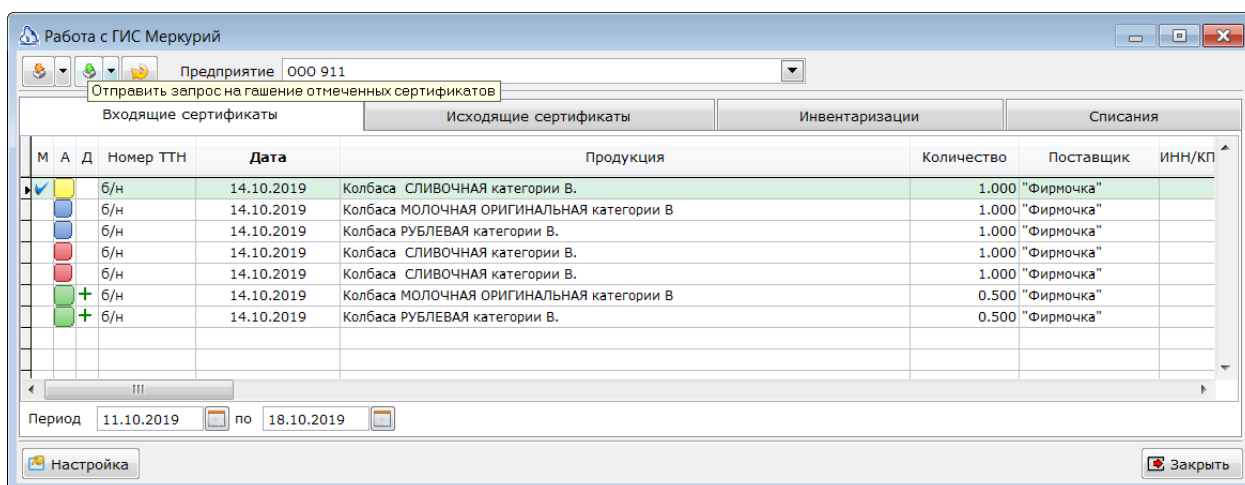 Работа с ГИС Меркурий
Предприятие ООО 911
Отправить запрос на гашение отмеченных сертификатов
Входящие сертификаты Исходящие сертификаты Инвентаризации Списания
М А Д Номер ТТН Дата Продукция Количество Поставщик ИНН/КП
б/н 14.10.2019 Колбаса СЛИВОЧНАЯ категории В. 1.000 "Фирмочка"
б/н 14.10.2019 Колбаса МОЛОЧНАЯ ОРИГИНАЛЬНАЯ категории В 1.000 "Фирмочка"
б/н 14.10.2019 Колбаса РУБЛЕВАЯ категории В. 1.000 "Фирмочка"
б/н 14.10.2019 Колбаса СЛИВОЧНАЯ категории В. 1.000 "Фирмочка"
б/н 14.10.2019 Колбаса СЛИВОЧНАЯ категории В. 1.000 "Фирмочка"
+ б/н 14.10.2019 Колбаса МОЛОЧНАЯ ОРИГИНАЛЬНАЯ категории В 0.500 "Фирмочка"
+ б/н 14.10.2019 Колбаса РУБЛЕВАЯ категории В. 0.500 "Фирмочка"
Период 11.10.2019 по 18.10.2019
Настройка Закрыть